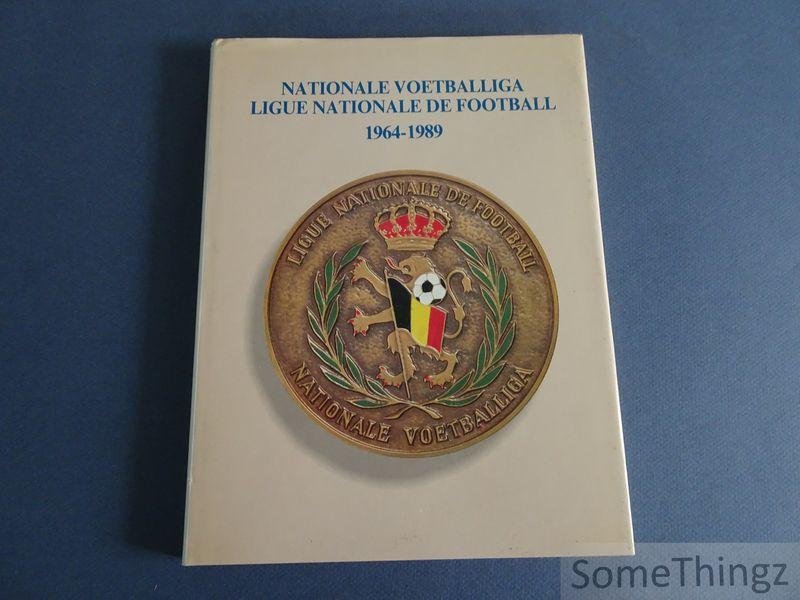 NATIONALE VOETBALLIGA
LIGUE NATIONALE DE FOOTBALL
1964-1989
LIGUE NATIONALE DE FOOTBALL
NATIONALE VOETBALLIGA
SomeThingz